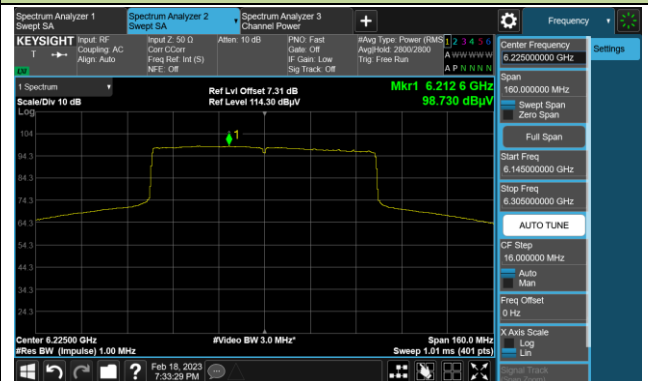 Spectrum Analyzer 1
Swept SA
Spectrum Analyzer 2
Swept SA
Spectrum Analyzer 3
Channel Power
Frequency
KEYSIGHT
Input: RF
Coupling: AC
Align: Auto
Input Z: 50 Ω
Corr CCorr
Freq Ref: Int (S)
NFE: Off
Atten: 10 dB
PNO: Fast
Gate: Off
IF Gain: Low
Sig Track: Off
#Avg Type: Power (RMS
Avg|Hold: 2800/2800
Trig: Free Run
1 2 3 4 5 6
A W W W W W
A P N N N N
1 Spectrum
Scale/Div 10 dB
Log
Ref Lvl Offset 7.31 dB
Ref Level 114.30 dBµV
Mkr1 6.212 6 GHz
98.730 dBµV
1
104
94.3
84.3
74.3
64.3
54.3
44.3
34.3
24.3
Center 6.22500 GHz
#Res BW (Impulse) 1.00 MHz
#Video BW 3.0 MHz*
Span 160.0 MHz
Sweep 1.01 ms (401 pts)
Center Frequency
6.225000000 GHz
Span
160.000000 MHz
Swept Span
Zero Span
Full Span
Start Freq
6.145000000 GHz
Stop Freq
6.305000000 GHz
AUTO TUNE
CF Step
16.000000 MHz
Auto
Man
Freq Offset
0 Hz
X Axis Scale
Log
Lin
Signal Track
(Span Zoom)
Settings
Feb 18, 2023
7:33:29 PM